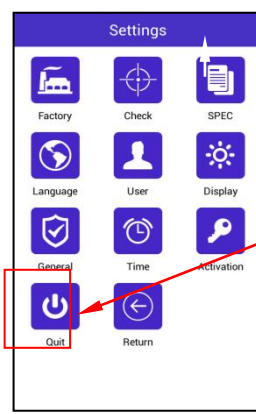 Settings
Factory Check SPEC
Language User Display
General Time Activation
Quit Return